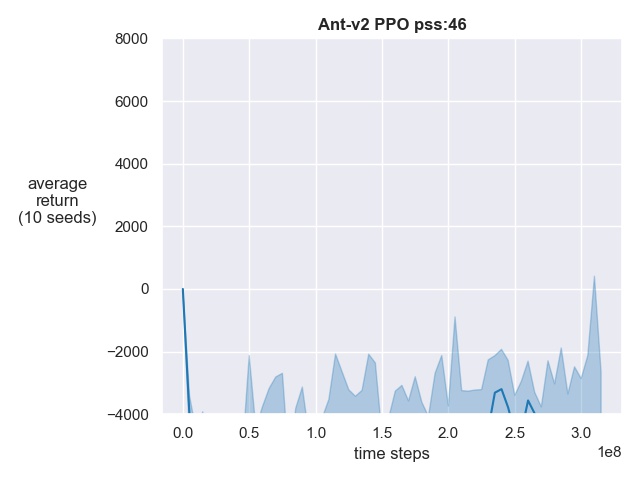 Ant-v2 PPO pss:46
8000
6000
4000
2000
0
−2000
−4000
average
return
(10 seeds)
0.0 0.5 1.0 1.5 2.0 2.5 3.0
1e8
time steps